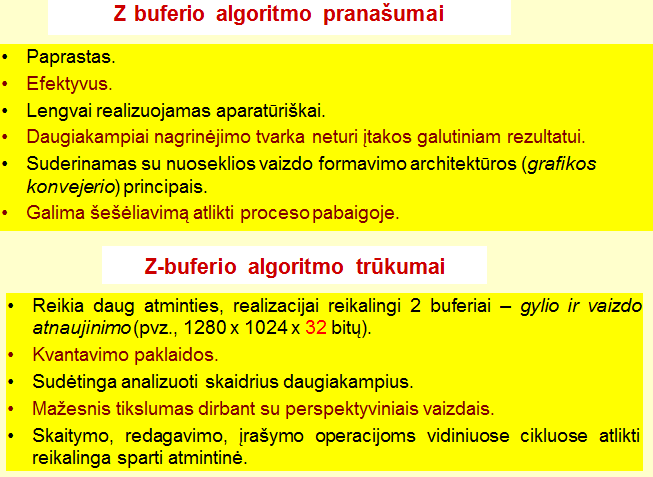 Z buferio algoritmo pranašumai
• Paprastas.
• Efektyvus.
• Lengvai realizuojamas aparatūriškai.
• Daugiakampiai nagrinėjimo tvarka neturi įtakos galutiniam rezultatui.
• Suderinamas su nuoseklios vaizdo formavimo architektūros (grafikos
konvejerio) principais.
• Galima šešėliavimą atlikti proceso pabaigoje.
Z-buferio algoritmo trūkumai
• Reikia daug atminties, realizacijai reikalingi 2 buferiai – gylio ir vaizdo
atnaujinimo (pvz., 1280 x 1024 x 32 bitų).
• Kvantavimo paklaidos.
• Sudėtinga analizuoti skaidrius daugiakampius.
• Mažesnis tikslumas dirbant su perspektyviniais vaizdais.
• Skaitymo, redagavimo, įrašymo operacijoms vidiniuose cikluose atlikti
reikalinga sparti atmintinė.